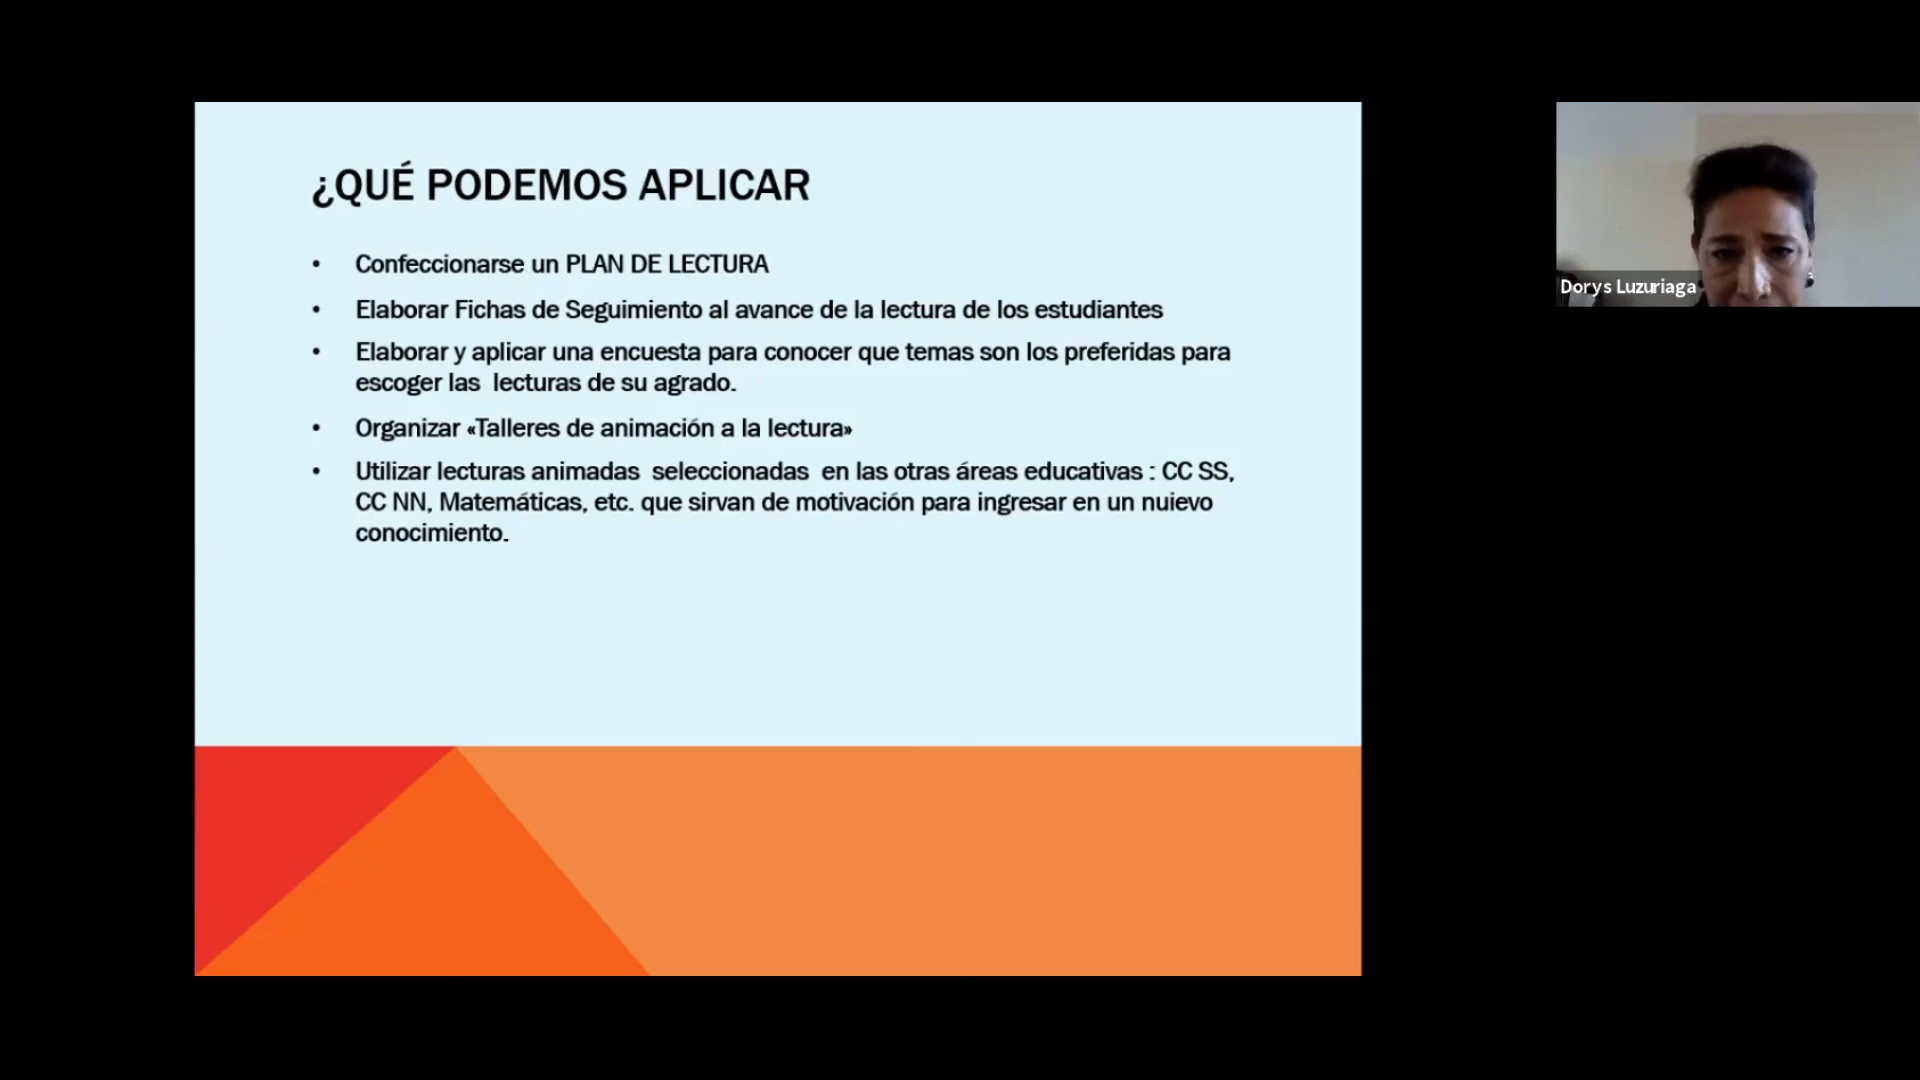 ¿QUÉ PODEMOS APLICAR
• Confeccionarse un PLAN DE LECTURA
• Elaborar Fichas de Seguimiento al avance de la lectura de los estudiantes
• Elaborar y aplicar una encuesta para conocer que temas son los preferidas para
escoger las lecturas de su agrado.
• Organizar «Talleres de animación a la lectura»
• Utilizar lecturas animadas seleccionadas en las otras áreas educativas : CC SS,
CC NN, Matemáticas, etc. que sirvan de motivación para ingresar en un nuievo
conocimiento.
Dorys Luzuriaga